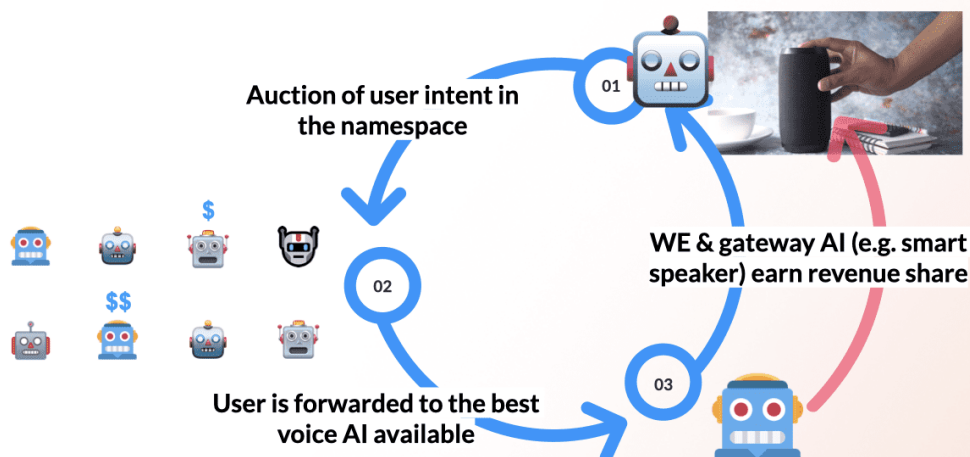 01
Auction of user intent in
the namespace
$
02
WE & gateway AI (e.g. smart
speaker) earn revenue share
$$
03
User is forwarded to the best
voice AI available